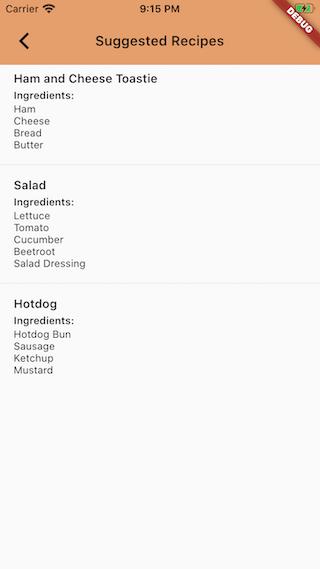 Carrier 9:15 PM
DEBUG
Suggested Recipes
Ham and Cheese Toastie
Ingredients:
Ham
Cheese
Bread
Butter
Salad
Ingredients:
Lettuce
Tomato
Cucumber
Beetroot
Salad Dressing
Hotdog
Ingredients:
Hotdog Bun
Sausage
Ketchup
Mustard